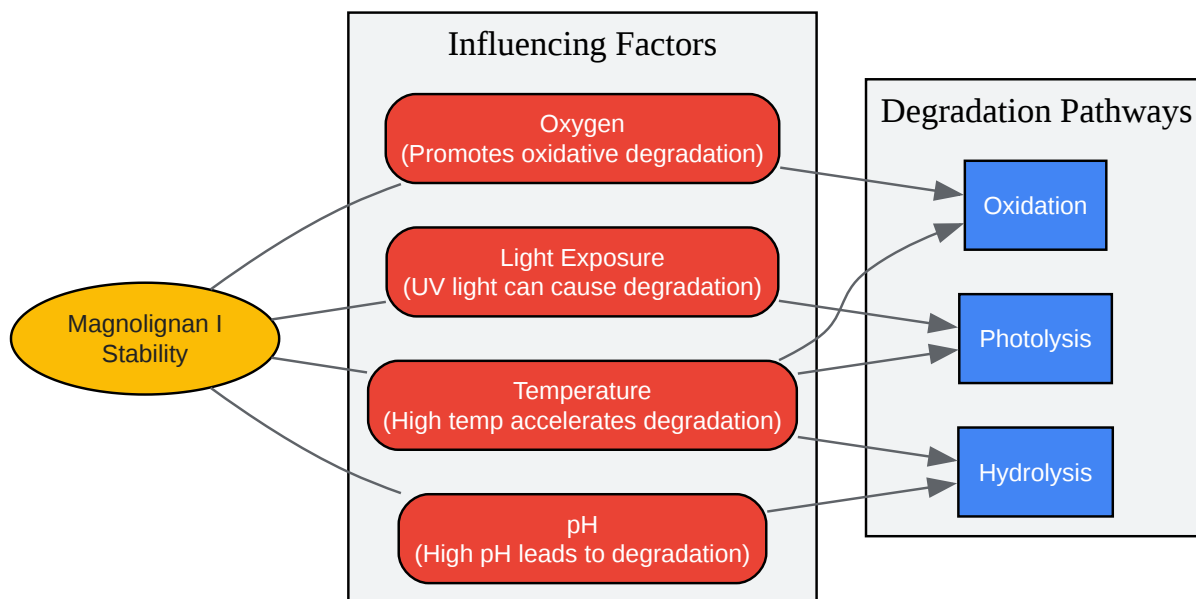 Influencing Factors
Oxygen
(Promotes oxidative degradation)
Light Exposure
(UV light can cause degradation)
Temperature
(High temp accelerates degradation)
pH
(High pH leads to degradation)
Magnolignan I
Stability
Degradation Pathways
Oxidation
Photolysis
Hydrolysis